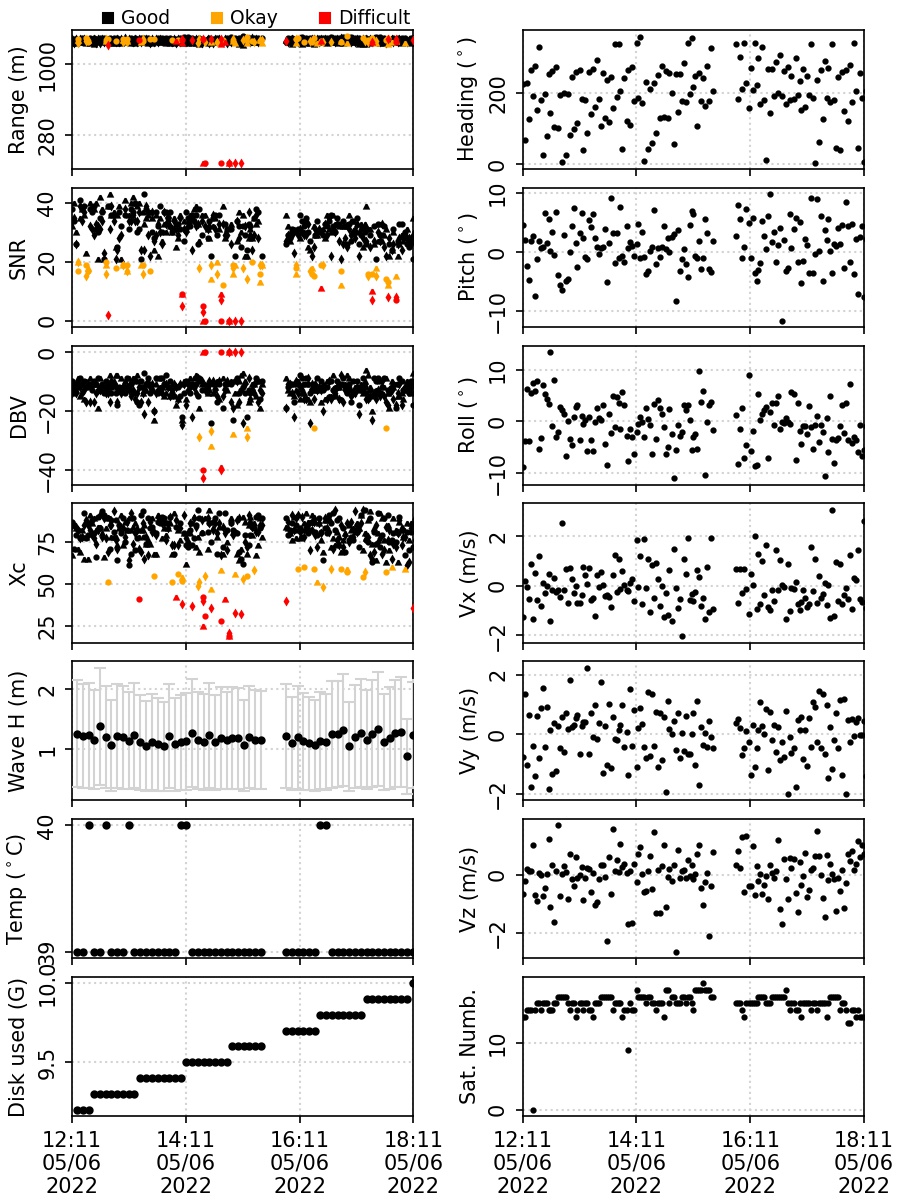 Good Okay Difficult
Range (m)
1000
280
Heading (°)
200
0
SNR
40
20
0
Pitch (°)
10
0
−10
DBV
0
−20
−40
Roll (°)
10
0
−10
Xc
75
50
25
Vx (m/s)
2
0
−2
Wave H (m)
2
1
Vy (m/s)
2
0
−2
Temp (°C)
40
39
Vz (m/s)
0
−2
Disk used (G)
10.0
9.5
Sat. Numb.
10
0
12:11 14:11 16:11 18:11 12:11 14:11 16:11 18:11
05/06 05/06 05/06 05/06 05/06 05/06 05/06 05/06
2022 2022 2022 2022 2022 2022 2022 2022